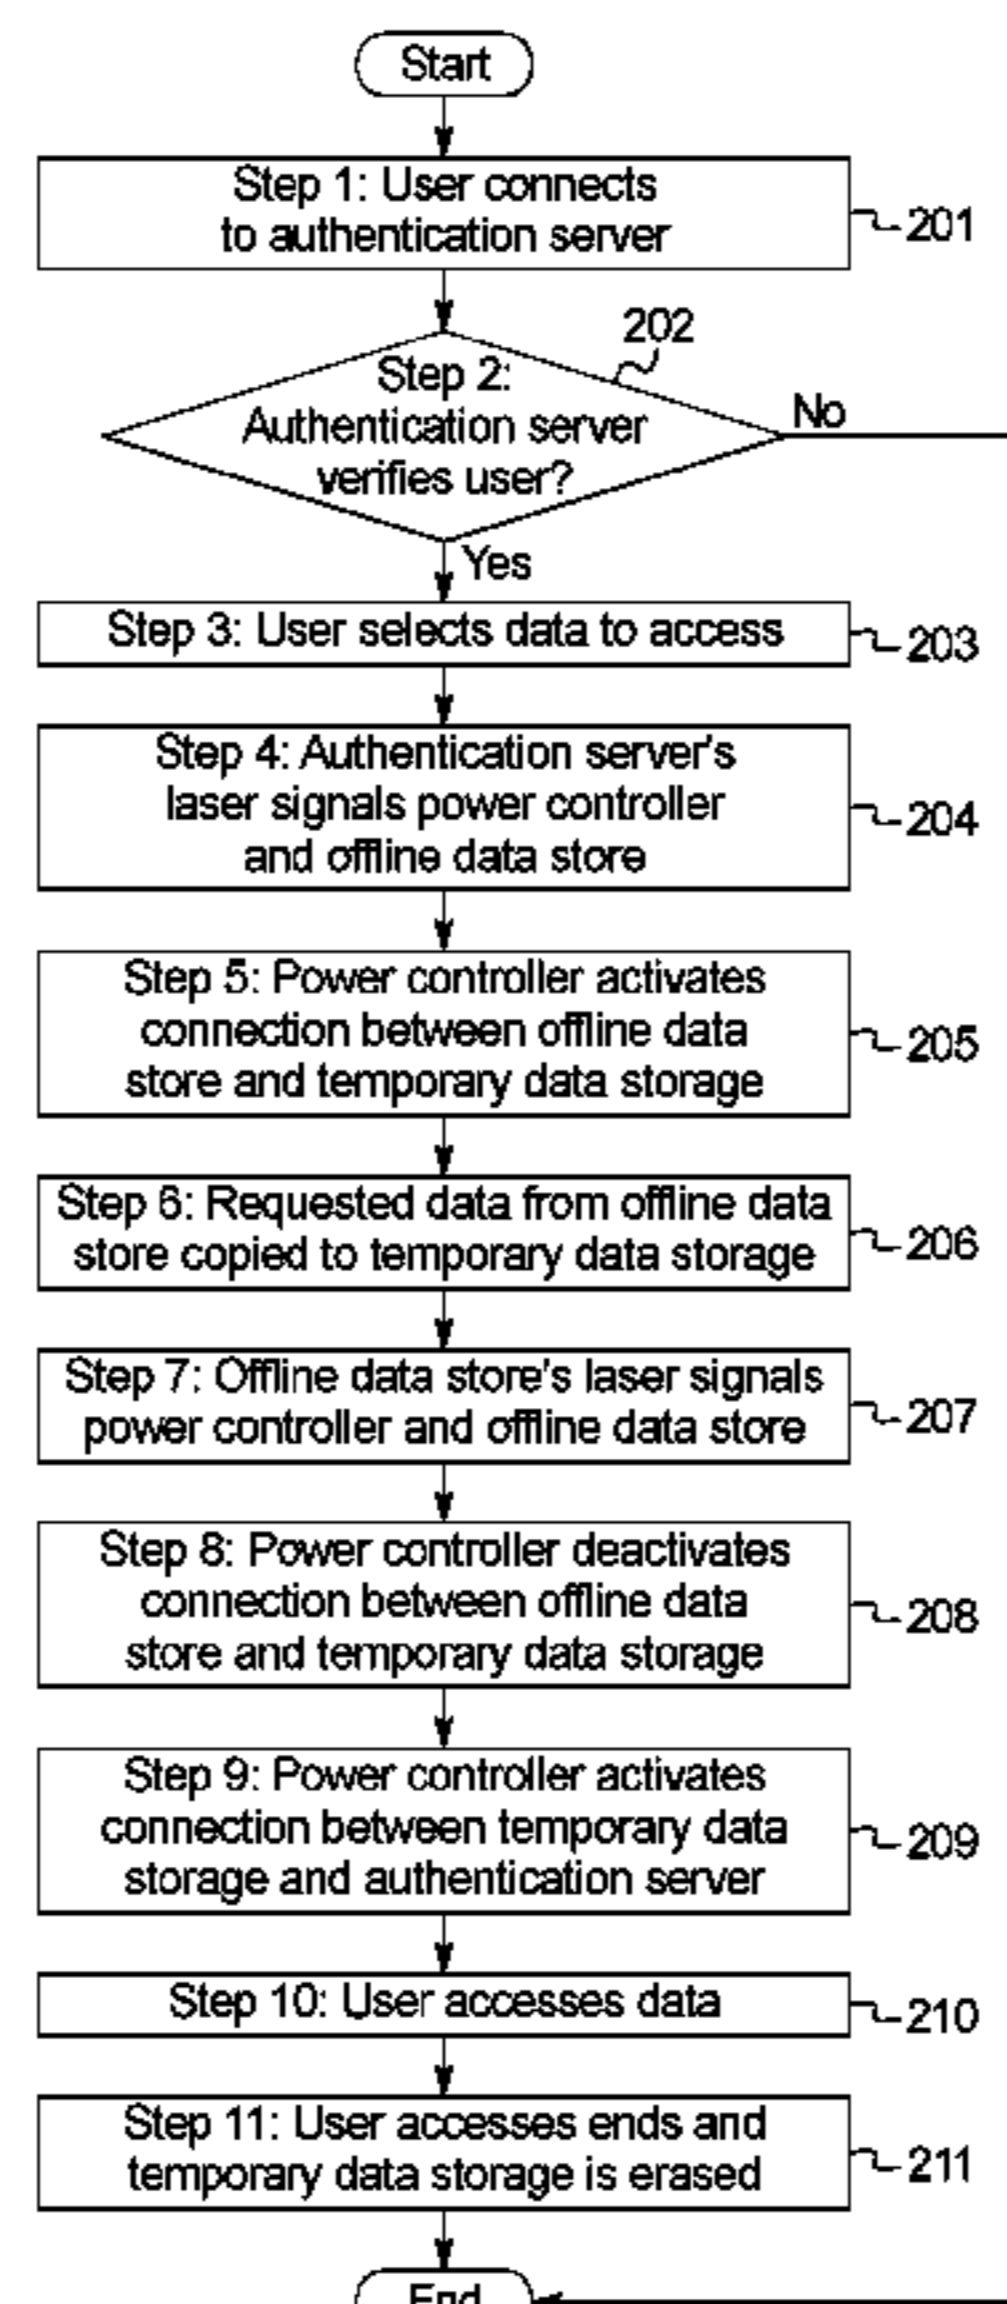 Start
Step 1: User connects
to authentication server
201
202
Step 2:
Authentication server
verifies user?
No
Yes
Step 3: User selects data to access
203
Step 4: Authentication server's
laser signals power controller
and offline data store
204
Step 5: Power controller activates
connection between offline data
store and temporary data storage
205
Step 6: Requested data from offline data
store copied to temporary data storage
206
Step 7: Offline data store's laser signals
power controller and offline data store
207
Step 8: Power controller deactivates
connection between offline data
store and temporary data storage
208
Step 9: Power controller activates
connection between temporary data
storage and authentication server
209
Step 10: User accesses data
210
Step 11: User accesses ends and
temporary data storage is erased
211
End